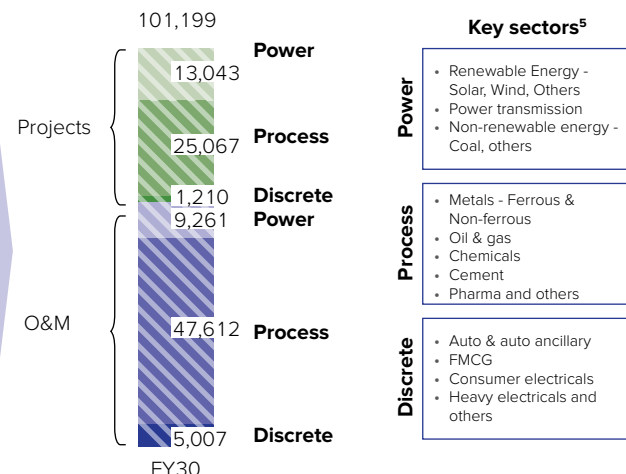 101,199
Projects
Power
13,043
Process
25,067
Discrete
1,210
O&M
Power
9,261
Process
47,612
Discrete
5,007
FY30
Key sectors⁵
Power
• Renewable Energy -
Solar, Wind, Others
• Power transmission
• Non-renewable energy -
Coal, others
Process
• Metals - Ferrous &
Non-ferrous
• Oil & gas
• Chemicals
• Cement
• Pharma and others
Discrete
• Auto & auto ancillary
• FMCG
• Consumer electricals
• Heavy electricals and
others